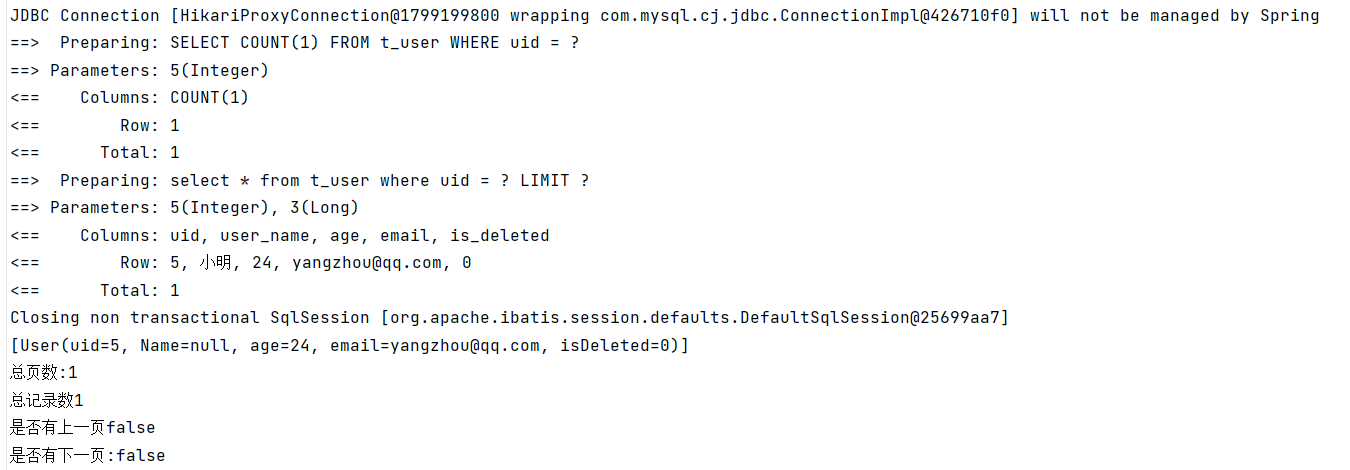 JDBC Connection [HikariProxyConnection@1799199800 wrapping com.mysql.cj.jdbc.ConnectionImpl@426710f0] will not be managed by Spring
==>  Preparing: SELECT COUNT(1) FROM t_user WHERE uid = ?
==> Parameters: 5(Integer)
<==    Columns: COUNT(1)
<==        Row: 1
<==      Total: 1
==>  Preparing: select * from t_user where uid = ? LIMIT ?
==> Parameters: 5(Integer), 3(Long)
<==    Columns: uid, user_name, age, email, is_deleted
<==        Row: 5, 小明, 24, yangzhou@qq.com, 0
<==      Total: 1
Closing non transactional SqlSession [org.apache.ibatis.session.defaults.DefaultSqlSession@25699aa7]
[User(uid=5, Name=null, age=24, email=yangzhou@qq.com, isDeleted=0)]
总页数:1
总记录数1
是否有上一页false
是否有下一页:false